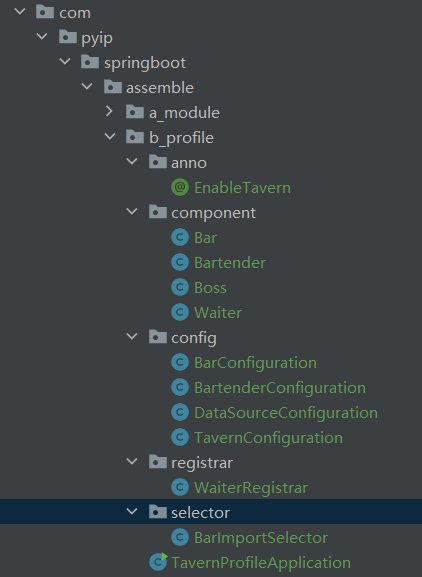 com
pyip
springboot
assemble
a_module
b_profile
anno
EnableTavern
component
Bar
Bartender
Boss
Waiter
config
BarConfiguration
BartenderConfiguration
DataSourceConfiguration
TavernConfiguration
registrar
WaiterRegistrar
selector
BarImportSelector
TavernProfileApplication